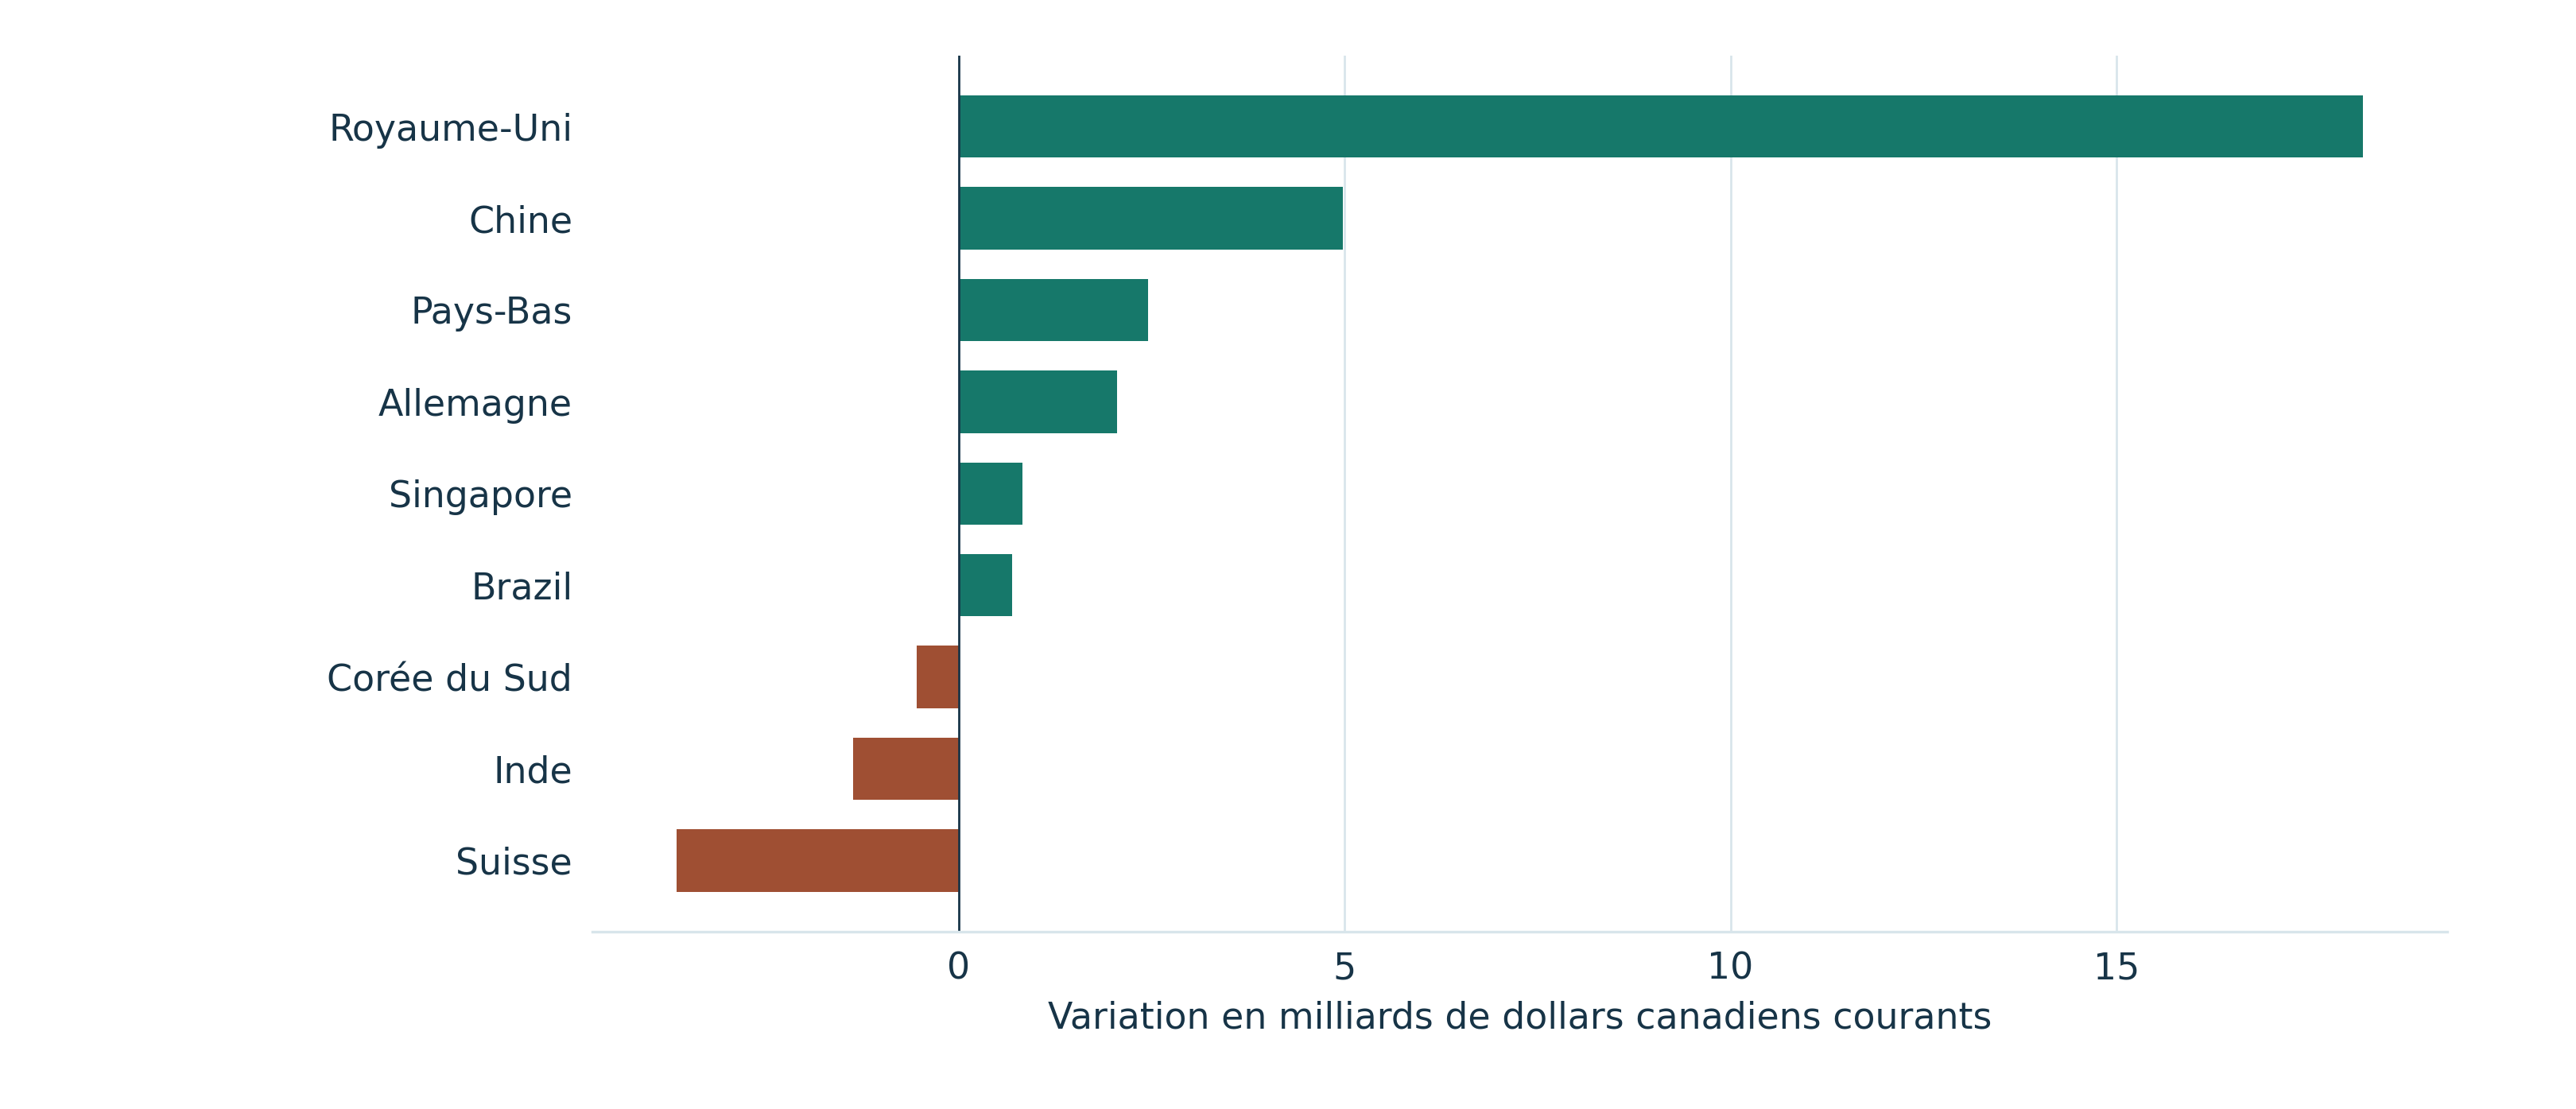 Royaume-Uni
Chine
Pays-Bas
Allemagne
Singapore
Brazil
Corée du Sud
Inde
Suisse
0 5 10 15
Variation en milliards de dollars canadiens courants